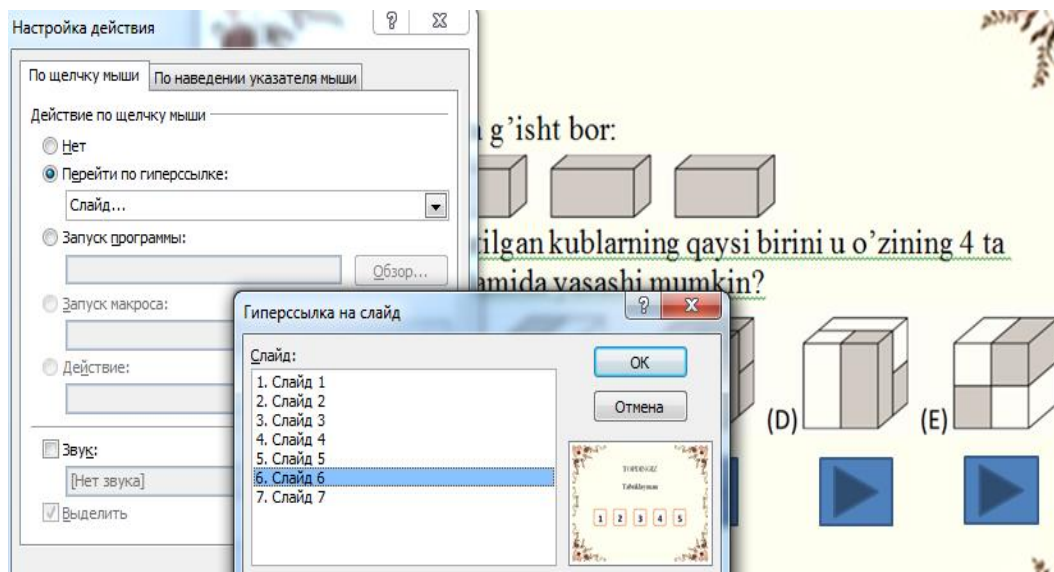 Настройка действия
По щелчку мыши
По наведении указателя мыши
Действие по щелчку мыши
Нет
Перейти по гиперссылке:
Слайд...
Запуск программы:
Обзор...
Запуск макроса:
Действие:
Звук:
[Нет звука]
Выделить
Гиперссылка на слайд
Слайд:
1. Слайд 1
2. Слайд 2
3. Слайд 3
4. Слайд 4
5. Слайд 5
6. Слайд 6
7. Слайд 7
ОК
Отмена
TOPDINGIZ
Tabriklayman
1 2 3 4 5
g’isht bor:
kublarning qaysi birini u o’zining 4 ta
yasashi mumkin?
(D)
(E)